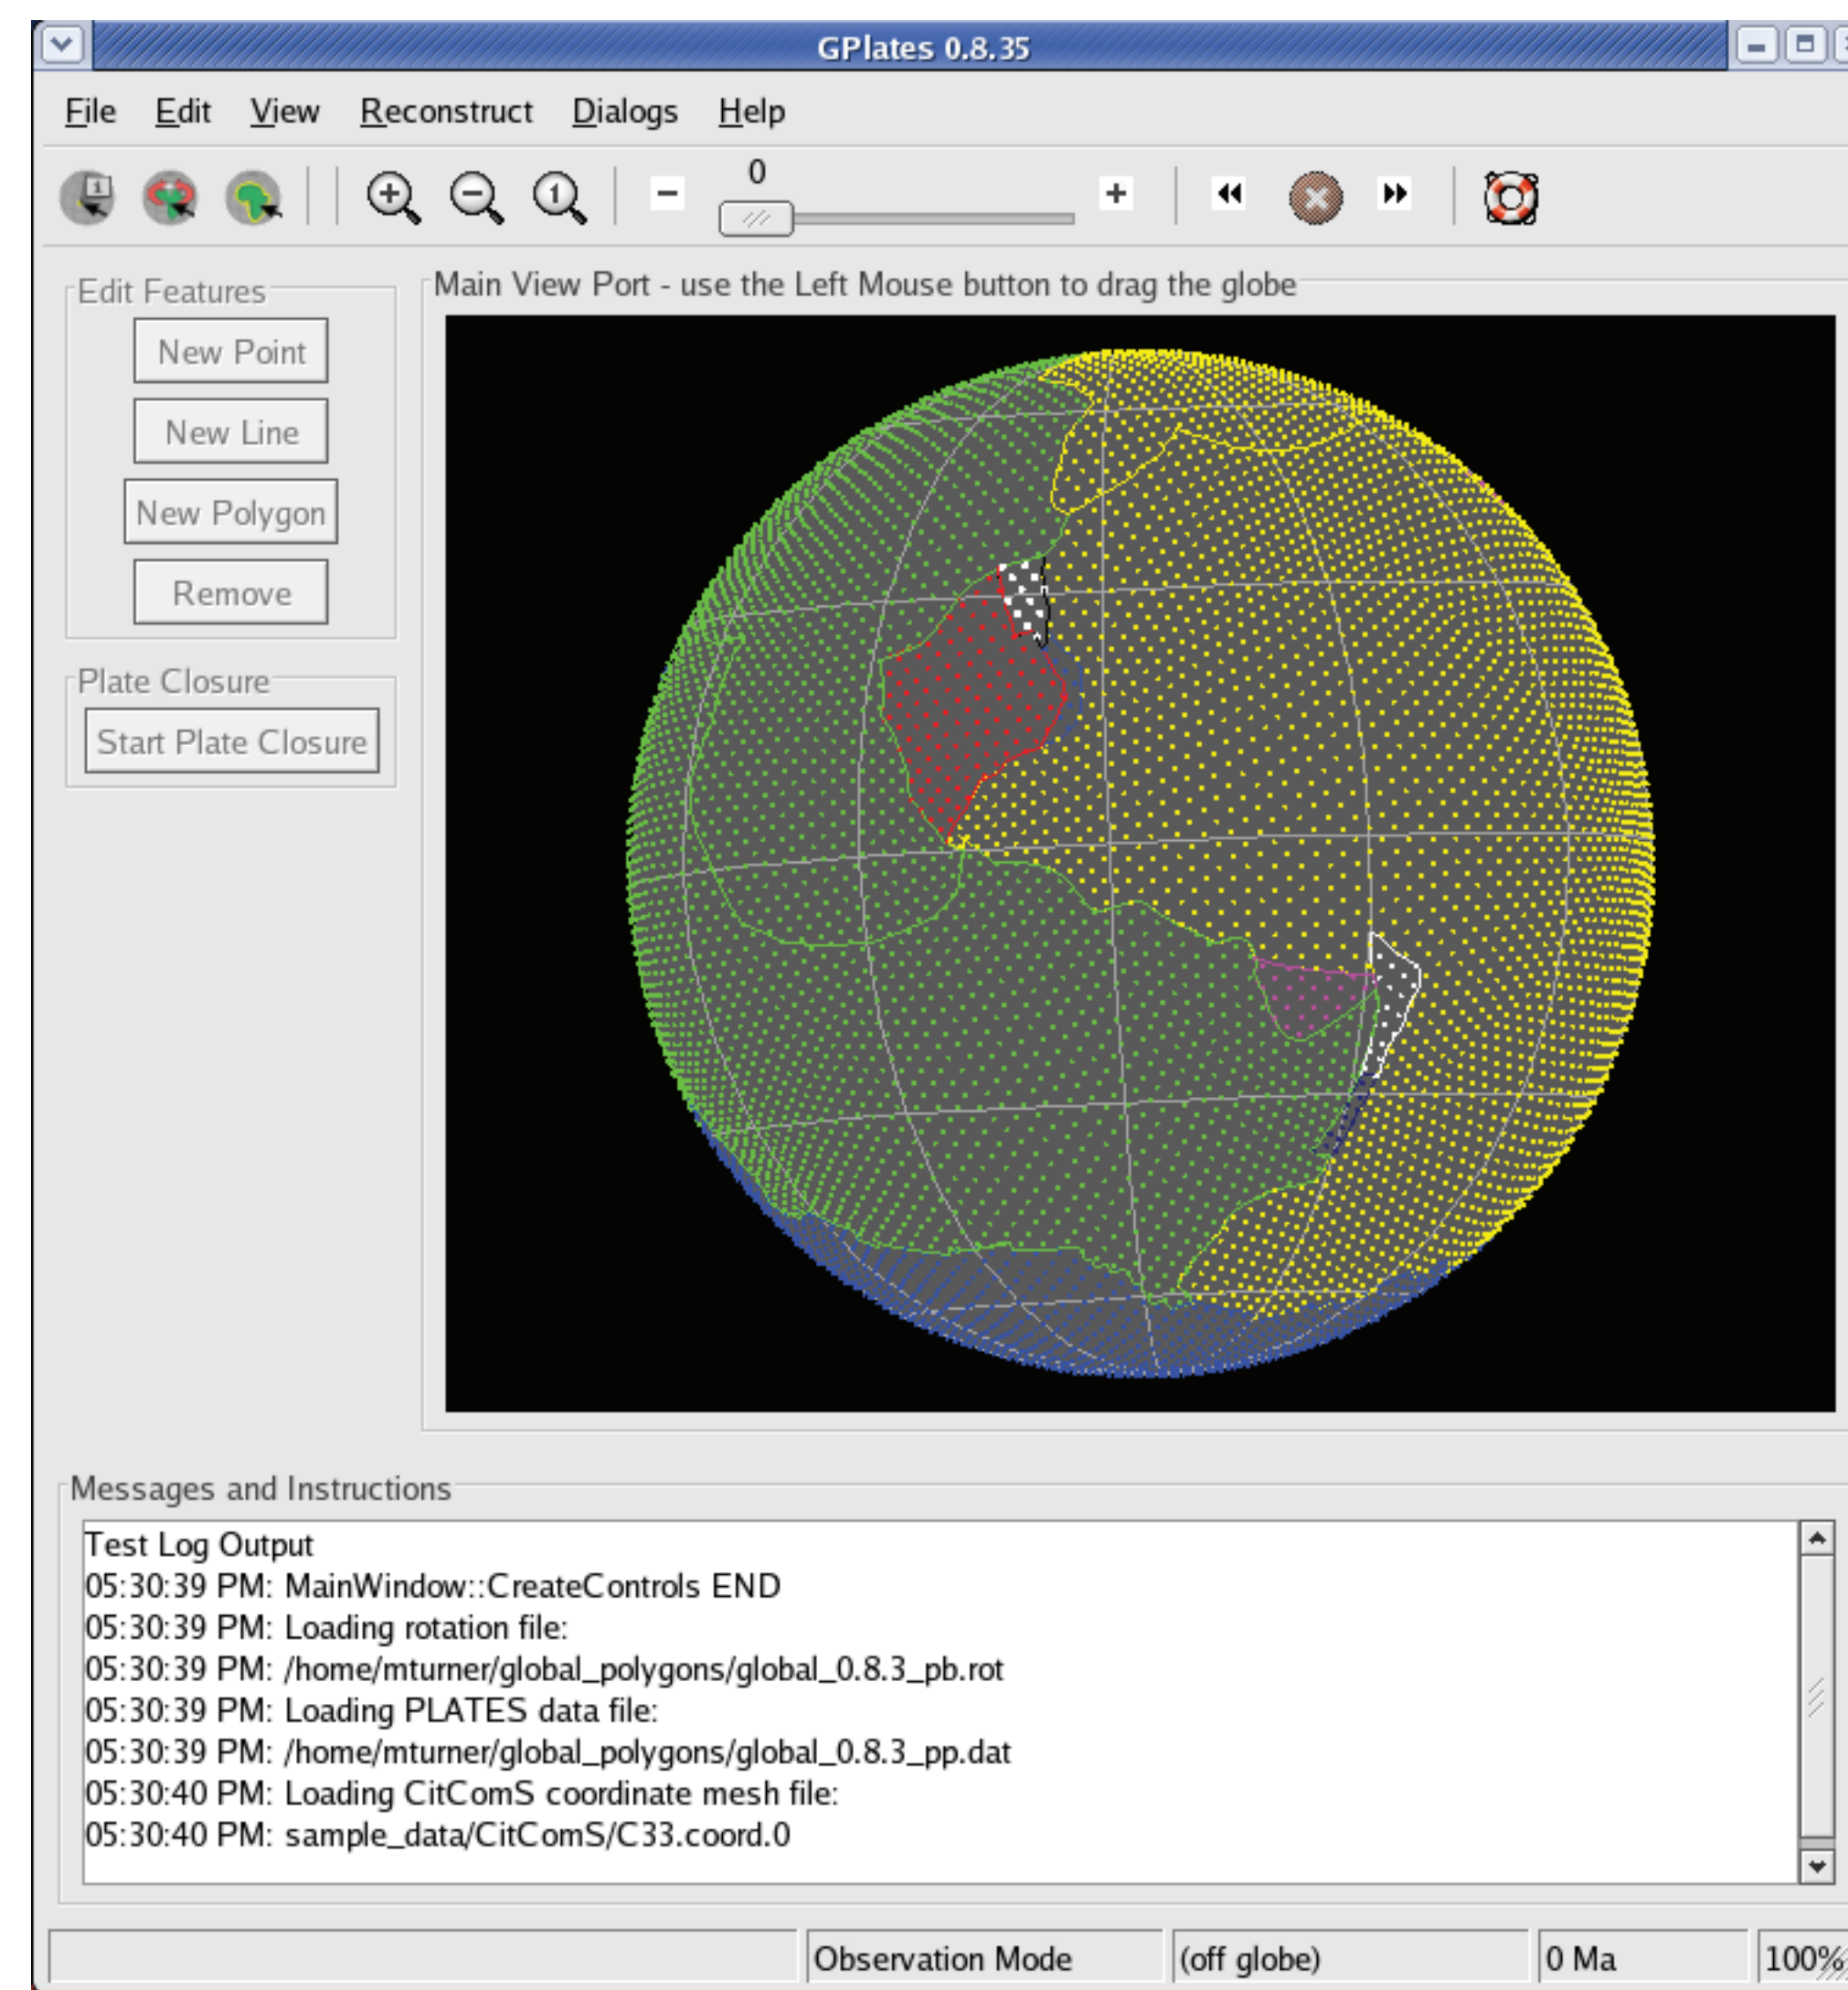 GPlates 0.8.35
File Edit View Reconstruct Dialogs Help
1 1 0
Edit Features
New Point
New Line
New Polygon
Remove
Plate Closure
Start Plate Closure
Main View Port - use the Left Mouse button to drag the globe
Messages and Instructions
Test Log Output
05:30:39 PM: MainWindow::CreateControls END
05:30:39 PM: Loading rotation file:
05:30:39 PM: /home/mturner/global_polygons/global_0.8.3_pb.rot
05:30:39 PM: Loading PLATES data file:
05:30:39 PM: /home/mturner/global_polygons/global_0.8.3_pp.dat
05:30:40 PM: Loading CitComS coordinate mesh file:
05:30:40 PM: sample_data/CitComS/C33.coord.0
Observation Mode (off globe) 0 Ma 100%